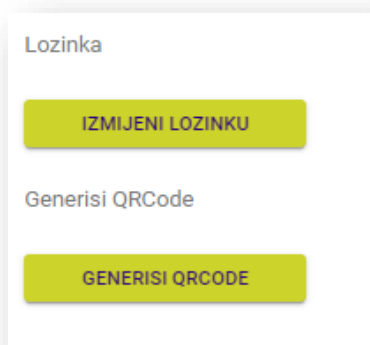 Lozinka
IZMIJENI LOZINKU
Generisi QRCode
GENERISI QRCODE